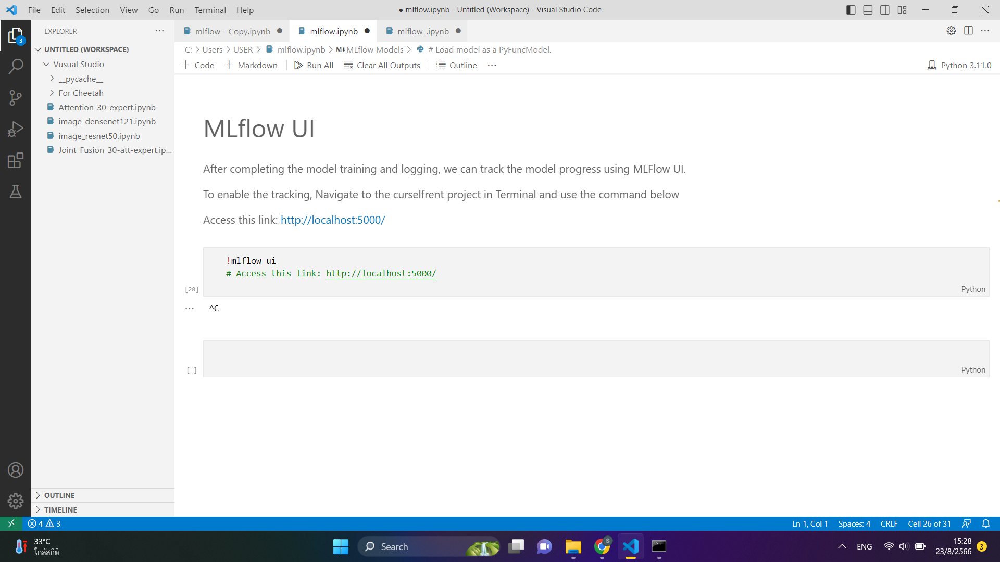 File Edit Selection View Go Run Terminal Help
● mlflow.ipynb - Untitled (Workspace) - Visual Studio Code
EXPLORER
3
UNTITLED (WORKSPACE)
Vusual Studio
__pycache__
For Cheetah
Attention-30-expert.ipynb
image_densenet121.ipynb
image_resnet50.ipynb
Joint_Fusion_30-att-expert.ip...
OUTLINE
TIMELINE
mlflow - Copy.ipynb ● mlflow.ipynb ● mlflow_.ipynb ●
C: > Users > USER > mlflow.ipynb > M↓MLflow Models > # Load model as a PyFuncModel.
+ Code + Markdown Run All Clear All Outputs Outline ···
Python 3.11.0
MLflow UI
After completing the model training and logging, we can track the model progress using MLFlow UI.
To enable the tracking, Navigate to the curselfrent project in Terminal and use the command below
Access this link: http://localhost:5000/
!mlflow ui
# Access this link: http://localhost:5000/
[20]
Python
··· ^C
[ ]
Python
4 3
Ln 1, Col 1 Spaces: 4 CRLF Cell 26 of 31
33°C
ใกล้สถิติ
Search
S
ENG
15:28
23/8/2566
3